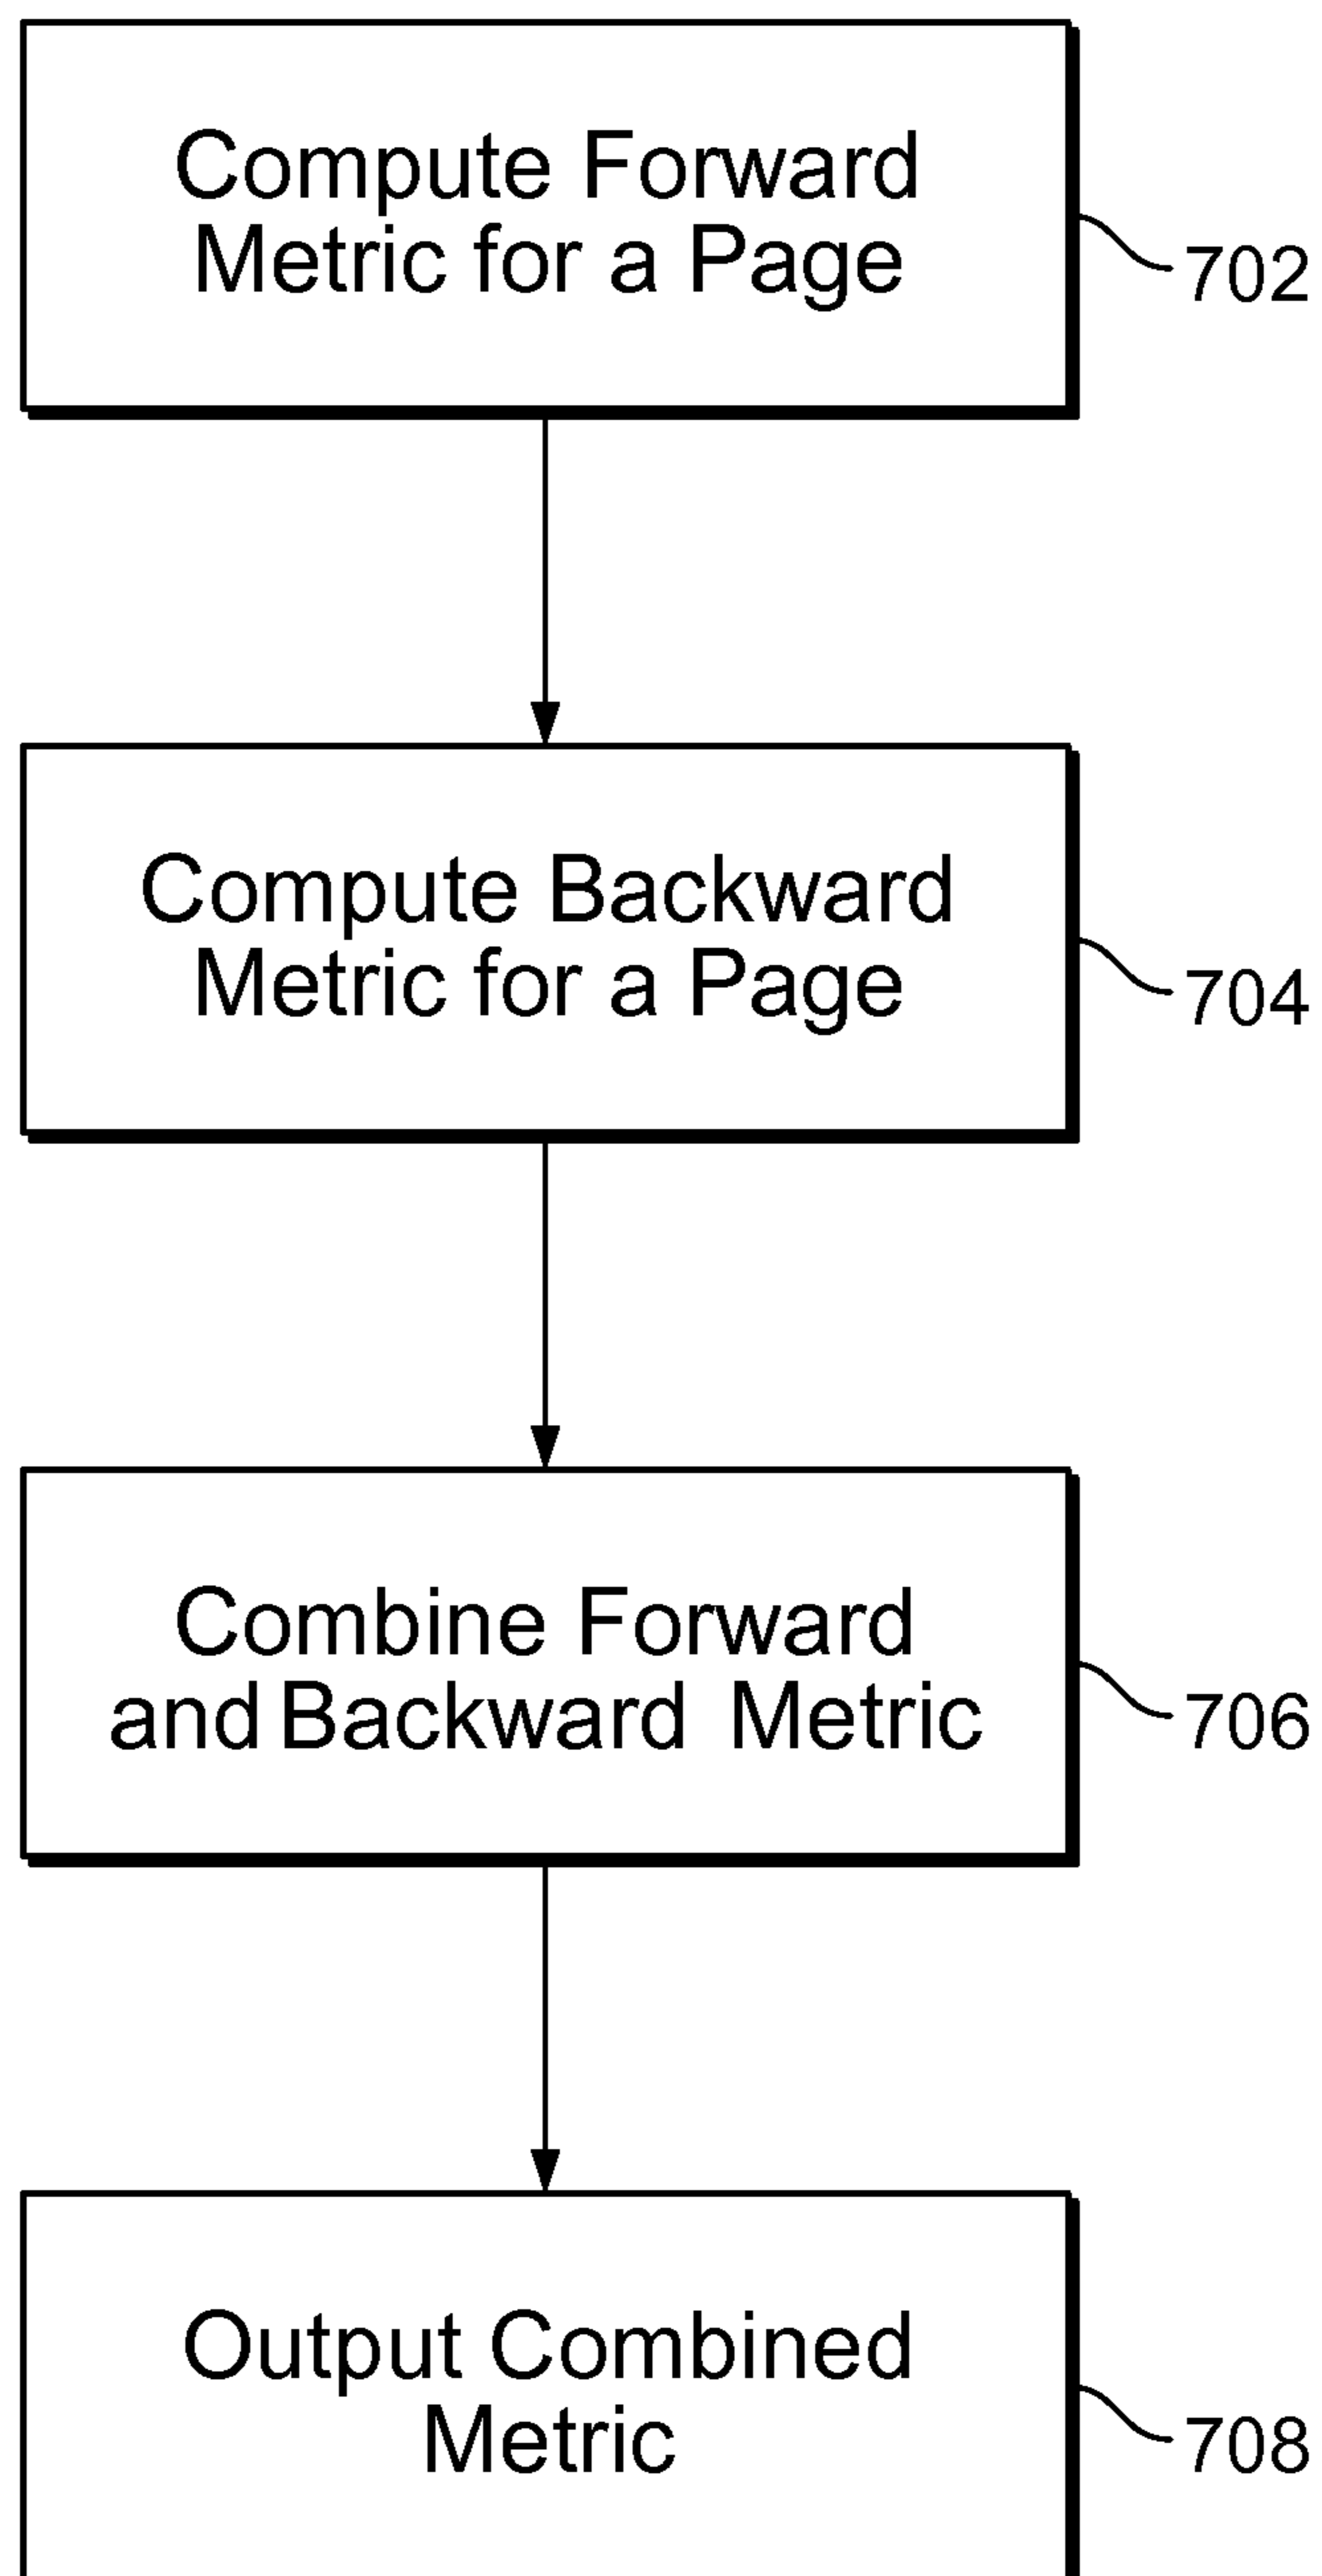 Compute Forward
Metric for a Page
702
Compute Backward
Metric for a Page
704
Combine Forward
and Backward Metric
706
Output Combined
Metric
708